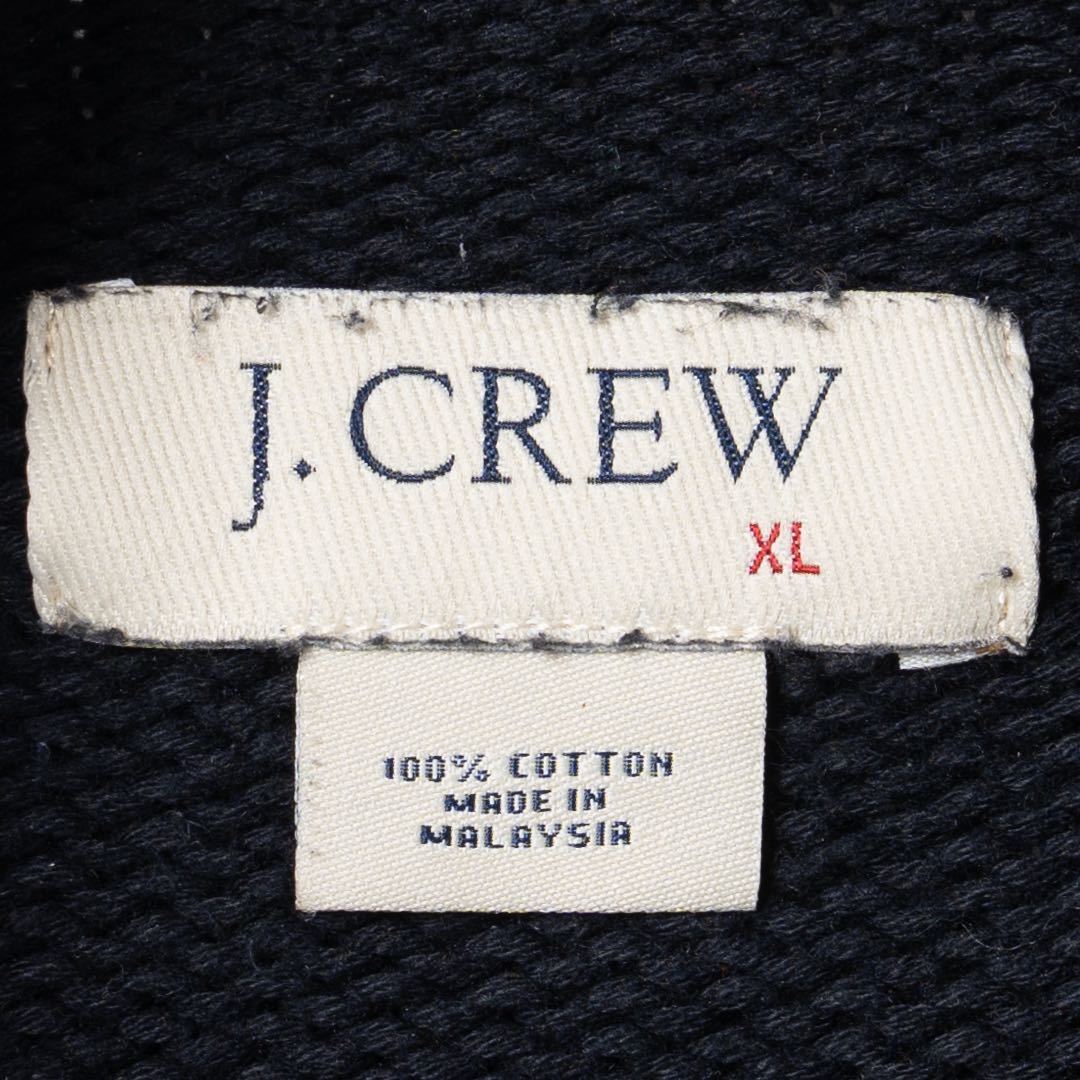 J. CREW
XL
100% COTTON
MADE IN
MALAYSIA